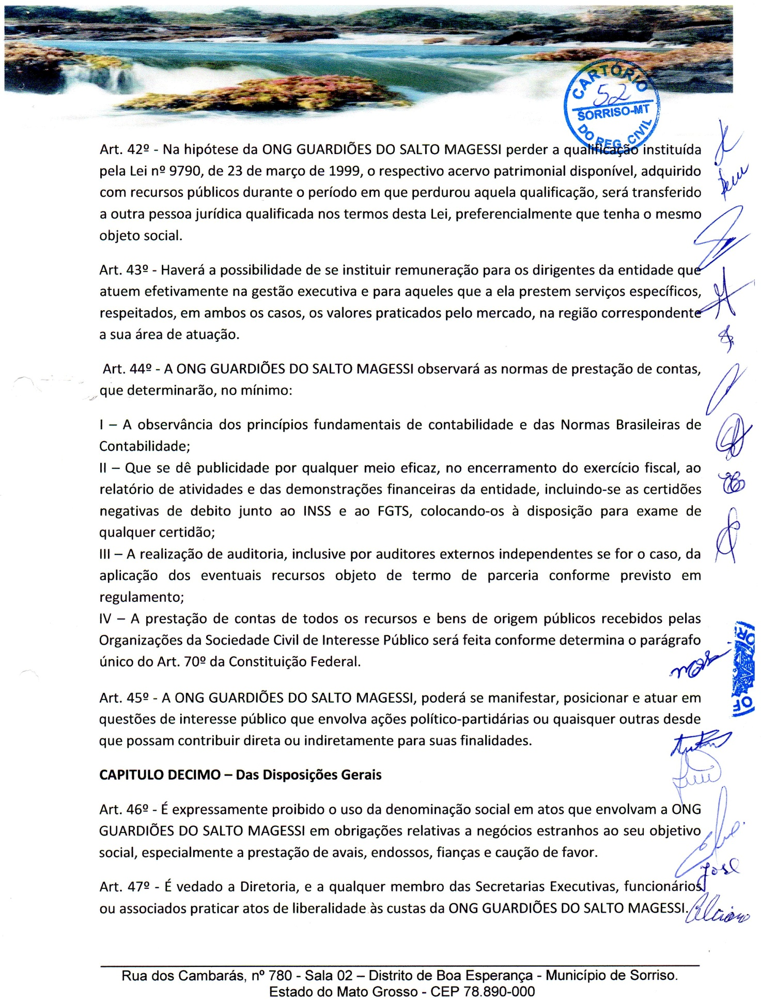 CARTÓRIO
52
SORRISO-MT
DO REG. CIVIL
Art. 42º - Na hipótese da ONG GUARDIÕES DO SALTO MAGESSI perder a qualificação instituída
pela Lei nº 9790, de 23 de março de 1999, o respectivo acervo patrimonial disponível, adquirido
com recursos públicos durante o período em que perdurou aquela qualificação, será transferido
a outra pessoa jurídica qualificada nos termos desta Lei, preferencialmente que tenha o mesmo
objeto social.
Art. 43º - Haverá a possibilidade de se instituir remuneração para os dirigentes da entidade que
atuem efetivamente na gestão executiva e para aqueles que a ela prestem serviços específicos,
respeitados, em ambos os casos, os valores praticados pelo mercado, na região correspondente
a sua área de atuação.
Art. 44º - A ONG GUARDIÕES DO SALTO MAGESSI observará as normas de prestação de contas,
que determinarão, no mínimo:
I – A observância dos princípios fundamentais de contabilidade e das Normas Brasileiras de
Contabilidade;
II – Que se dê publicidade por qualquer meio eficaz, no encerramento do exercício fiscal, ao
relatório de atividades e das demonstrações financeiras da entidade, incluindo-se as certidões
negativas de debito junto ao INSS e ao FGTS, colocando-os à disposição para exame de
qualquer certidão;
III – A realização de auditoria, inclusive por auditores externos independentes se for o caso, da
aplicação dos eventuais recursos objeto de termo de parceria conforme previsto em
regulamento;
IV – A prestação de contas de todos os recursos e bens de origem públicos recebidos pelas
Organizações da Sociedade Civil de Interesse Público será feita conforme determina o parágrafo
único do Art. 70º da Constituição Federal.
Art. 45º - A ONG GUARDIÕES DO SALTO MAGESSI, poderá se manifestar, posicionar e atuar em
questões de interesse público que envolva ações político-partidárias ou quaisquer outras desde
que possam contribuir direta ou indiretamente para suas finalidades.
CAPITULO DECIMO – Das Disposições Gerais
Art. 46º - É expressamente proibido o uso da denominação social em atos que envolvam a ONG
GUARDIÕES DO SALTO MAGESSI em obrigações relativas a negócios estranhos ao seu objetivo
social, especialmente a prestação de avais, endossos, fianças e caução de favor.
José
Art. 47º - É vedado a Diretoria, e a qualquer membro das Secretarias Executivas, funcionários
ou associados praticar atos de liberalidade às custas da ONG GUARDIÕES DO SALTO MAGESSI.
Rua dos Cambarás, nº 780 - Sala 02 – Distrito de Boa Esperança - Município de Sorriso.
Estado do Mato Grosso - CEP 78.890-000